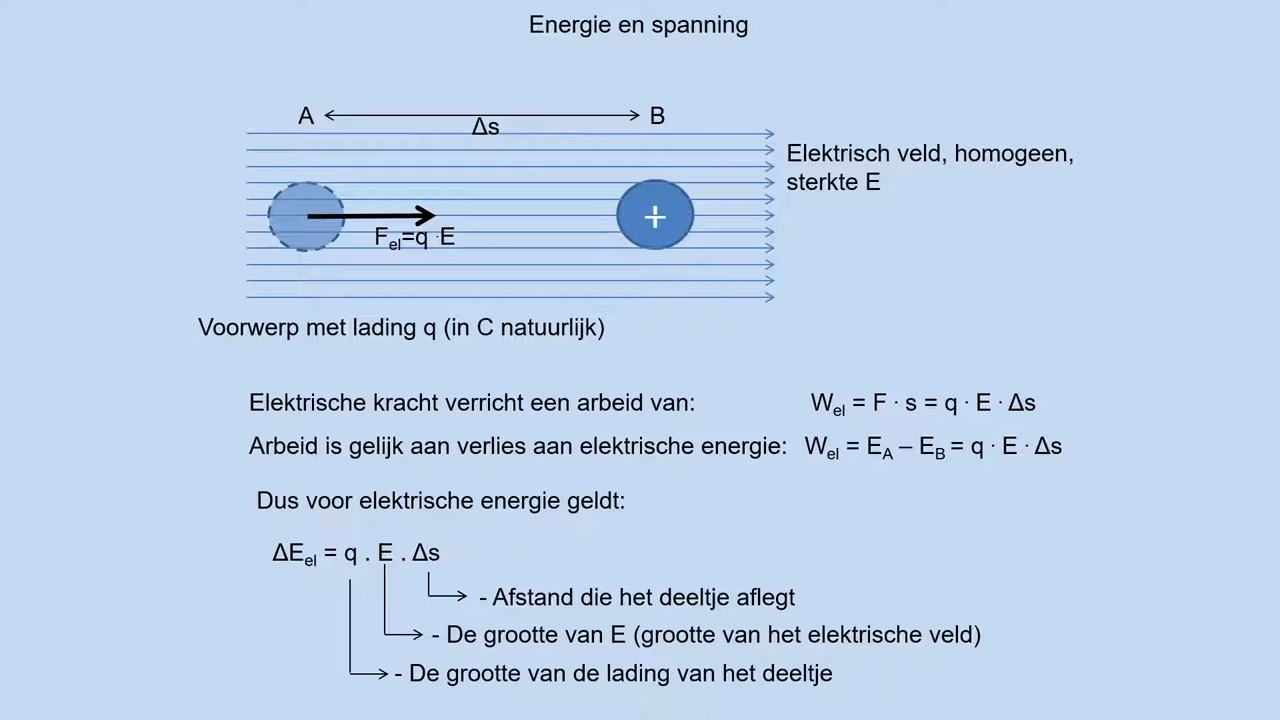 Energie en spanning
A B
Δs
Elektrisch veld, homogeen,
sterkte E
+
Fel=q ·E
Voorwerp met lading q (in C natuurlijk)
Elektrische kracht verricht een arbeid van: Wel = F · s = q · E · Δs
Arbeid is gelijk aan verlies aan elektrische energie: Wel = EA – EB = q · E · Δs
Dus voor elektrische energie geldt:
ΔEel = q . E . Δs
- Afstand die het deeltje aflegt
- De grootte van E (grootte van het elektrische veld)
- De grootte van de lading van het deeltje